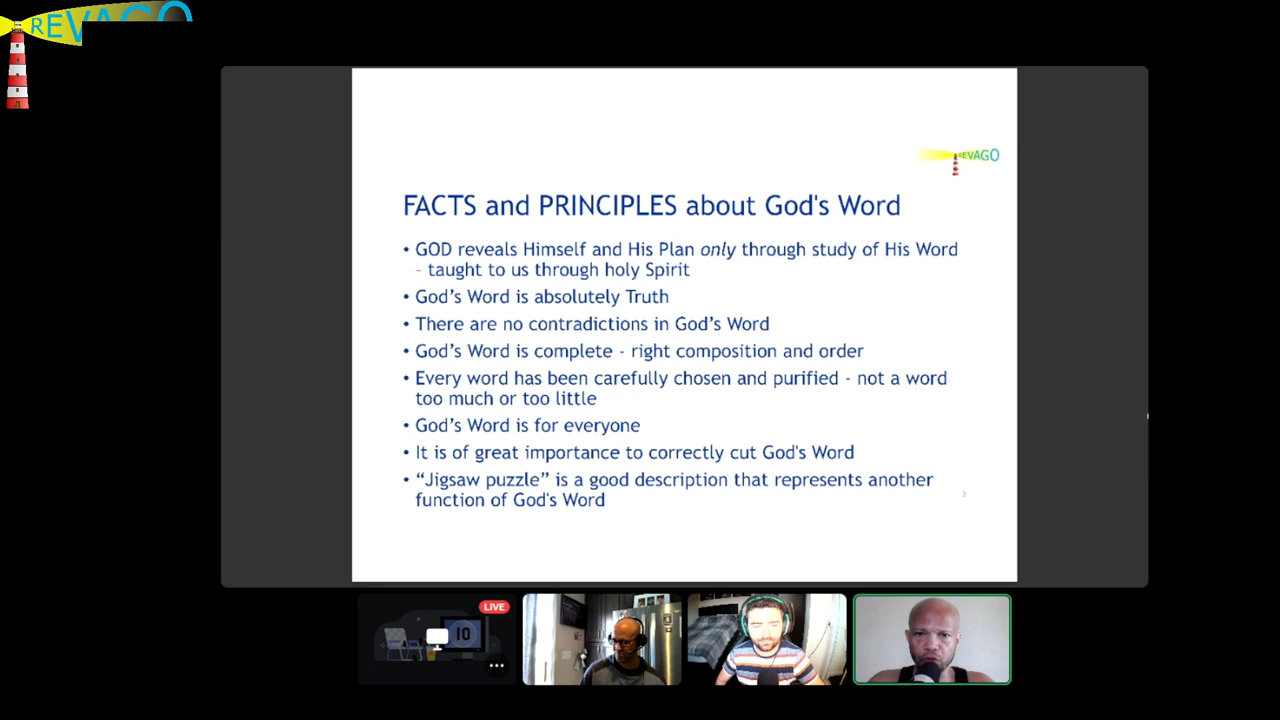 REVAGO
REVAGO
FACTS and PRINCIPLES about God's Word
• GOD reveals Himself and His Plan only through study of His Word
– taught to us through holy Spirit
• God’s Word is absolutely Truth
• There are no contradictions in God’s Word
• God’s Word is complete - right composition and order
• Every word has been carefully chosen and purified - not a word
too much or too little
• God’s Word is for everyone
• It is of great importance to correctly cut God's Word
• “Jigsaw puzzle” is a good description that represents another
function of God's Word
2
LIVE
10